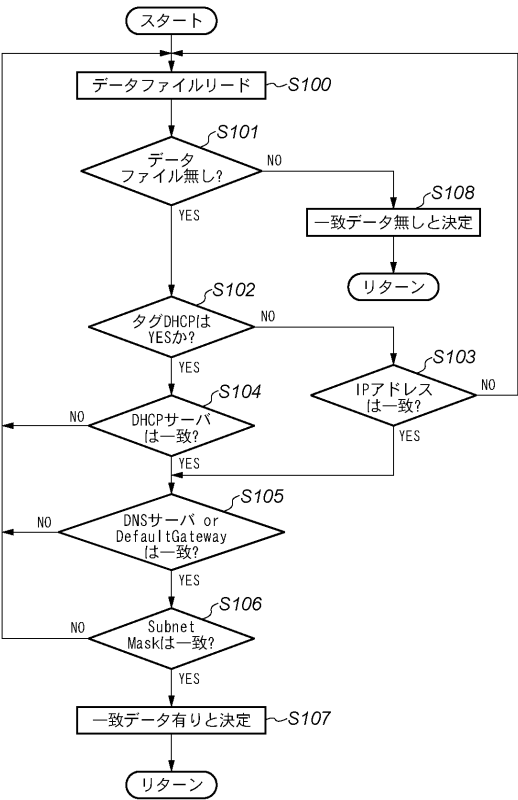 スタート
データファイルリード
S100
データ
ファイル無し?
S101
NO
YES
一致データ無しと決定
S108
リターン
タグDHCPは
YESか?
S102
NO
YES
IPアドレス
は一致?
S103
NO
YES
DHCPサーバ
は一致?
S104
NO
YES
DNSサーバ or
DefaultGateway
は一致?
S105
NO
YES
Subnet
Maskは一致?
S106
NO
YES
一致データ有りと決定
S107
リターン